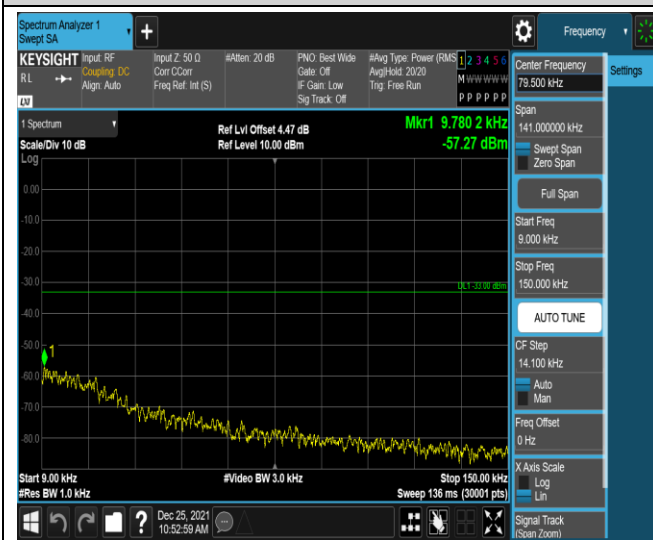 Spectrum Analyzer 1
Swept SA
+
Frequency
KEYSIGHT
RL
LXI
Input: RF
Coupling: DC
Align: Auto
Input Z: 50 Ω
Corr CCorr
Freq Ref: Int (S)
#Atten: 20 dB
PNO: Best Wide
Gate: Off
IF Gain: Low
Sig Track: Off
#Avg Type: Power (RMS
Avg|Hold: 20/20
Trig: Free Run
1 2 3 4 5 6
M W W W W W
P P P P P P
1 Spectrum
Scale/Div 10 dB
Ref Lvl Offset 4.47 dB
Ref Level 10.00 dBm
Mkr1 9.780 2 kHz
-57.27 dBm
Log
0.00
-10.0
-20.0
-30.0
DL1 -33.00 dBm
-40.0
-50.0
1
-60.0
-70.0
-80.0
Start 9.00 kHz
#Video BW 3.0 kHz
Stop 150.00 kHz
#Res BW 1.0 kHz
Sweep 136 ms (30001 pts)
?
Dec 25, 2021
10:52:59 AM
Center Frequency
79.500 kHz
Settings
Span
141.000000 kHz
Swept Span
Zero Span
Full Span
Start Freq
9.000 kHz
Stop Freq
150.000 kHz
AUTO TUNE
CF Step
14.100 kHz
Auto
Man
Freq Offset
0 Hz
X Axis Scale
Log
Lin
Signal Track
(Span Zoom)